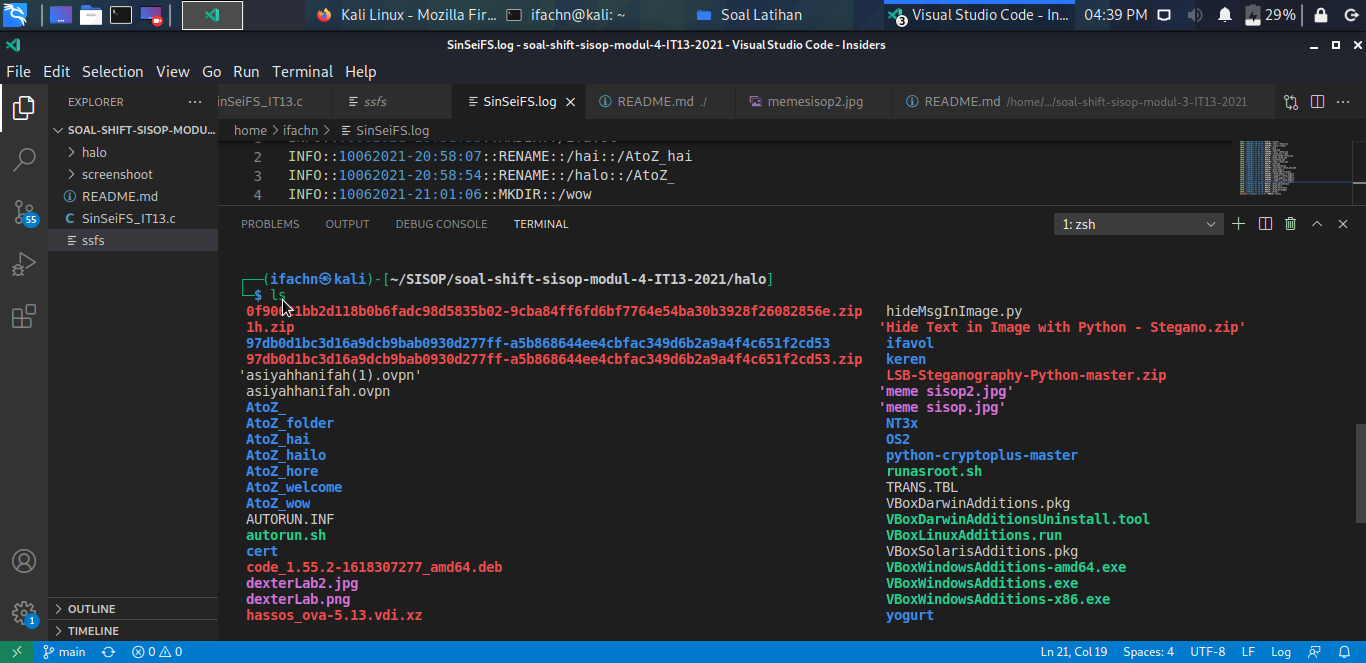 Kali Linux - Mozilla Fir...
ifachn@kali: ~
Soal Latihan
3
Visual Studio Code - In...
04:39 PM
29%
SinSeiFS.log - soal-shift-sisop-modul-4-IT13-2021 - Visual Studio Code - Insiders
File Edit Selection View Go Run Terminal Help
EXPLORER
inSeiFS_IT13.c
ssfs
SinSeiFS.log
README.md ./
memesisop2.jpg
README.md /home/.../soal-shift-sisop-modul-3-IT13-2021
SOAL-SHIFT-SISOP-MODU...
halo
screenshoot
README.md
C SinSeiFS_IT13.c
ssfs
55
1
home > ifachn > SinSeiFS.log
2 INFO::10062021-20:58:07::RENAME::/hai::/AtoZ_hai
3 INFO::10062021-20:58:54::RENAME::/halo::/AtoZ_
4 INFO::10062021-21:01:06::MKDIR::/wow
PROBLEMS OUTPUT DEBUG CONSOLE TERMINAL
1: zsh
(ifachn㉿kali)-[~/SISOP/soal-shift-sisop-modul-4-IT13-2021/halo]
$ ls
1bb2d118b0b6fadc98d5835b02-9cba84ff6fd6bf7764e54ba30b3928f26082856e.zip
1h.zip
97db0d1bc3d16a9dcb9bab0930d277ff-a5b868644ee4cbfac349d6b2a9a4f4c651f2cd53
97db0d1bc3d16a9dcb9bab0930d277ff-a5b868644ee4cbfac349d6b2a9a4f4c651f2cd53.zip
'asiyahhanifah(1).ovpn'
asiyahhanifah.ovpn
AtoZ_
AtoZ_folder
AtoZ_hai
AtoZ_hailo
AtoZ_hore
AtoZ_welcome
AtoZ_wow
AUTORUN.INF
autorun.sh
cert
code_1.55.2-1618307277_amd64.deb
dexterLab2.jpg
dexterLab.png
hassos_ova-5.13.vdi.xz
hideMsgInImage.py
'Hide Text in Image with Python - Stegano.zip'
ifavol
keren
LSB-Steganography-Python-master.zip
'meme sisop2.jpg'
'meme sisop.jpg'
NT3x
OS2
python-cryptoplus-master
runasroot.sh
TRANS.TBL
VBoxDarwinAdditions.pkg
VBoxDarwinAdditionsUninstall.tool
VBoxLinuxAdditions.run
VBoxSolarisAdditions.pkg
VBoxWindowsAdditions-amd64.exe
VBoxWindowsAdditions.exe
VBoxWindowsAdditions-x86.exe
yogurt
OUTLINE
TIMELINE
main
0 0
Ln 21, Col 19
Spaces: 4
UTF-8
LF
Log